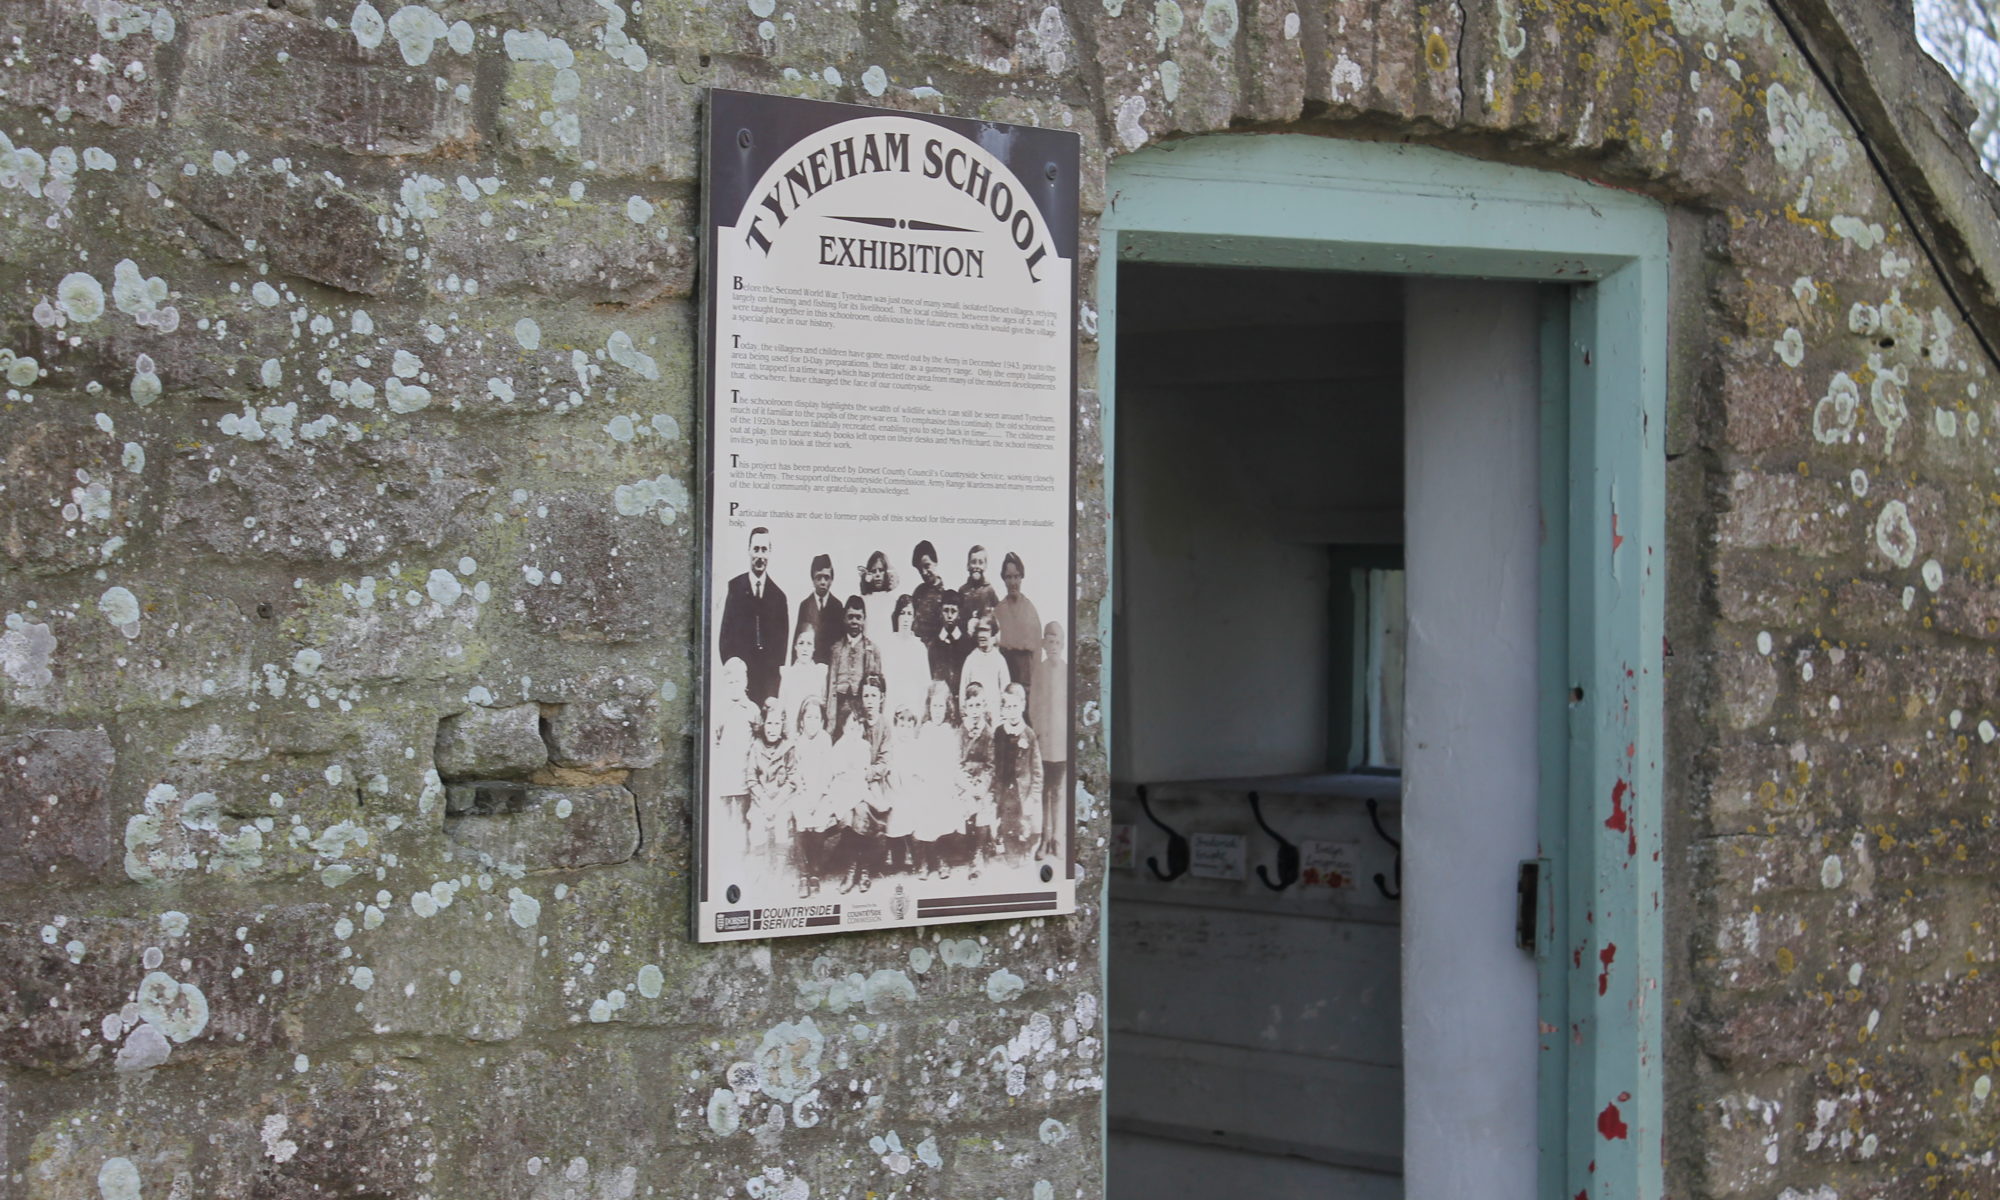 TYNEHAM SCHOOL
EXHIBITION
Before the Second World War, Tyneham was just one of many small, isolated Dorset villages, relying
largely on farming and fishing for its livelihood. The local children, between the ages of 5 and 14,
were taught together in this schoolroom, oblivious to the future events which would give the village
a special place in our history.
Today, the villagers and children have gone, moved out by the Army in December 1943, prior to the
area being used for D-Day preparations, then later, as a gunnery range. Only the empty buildings
remain, trapped in a time warp which has protected the area from many of the modern developments
that, elsewhere, have changed the face of our countryside.
The schoolroom display highlights the wealth of wildlife which can still be seen around Tyneham,
much of it familiar to the pupils of the pre-war era. To emphasise this continuity, the old schoolroom
of the 1920s has been faithfully recreated, enabling you to step back in time....... The children are
out at play, their nature study books left open on their desks and Mrs Pritchard, the school mistress
invites you in to look at their work.
This project has been produced by Dorset County Council's Countryside Service, working closely
with the Army. The support of the countryside Commission, Army Range Wardens and many members
of the local community are gratefully acknowledged.
Particular thanks are due to former pupils of this school for their encouragement and invaluable
help.
DORSET
COUNTRYSIDE
SERVICE
COUNTRYSIDE
COMMISSION